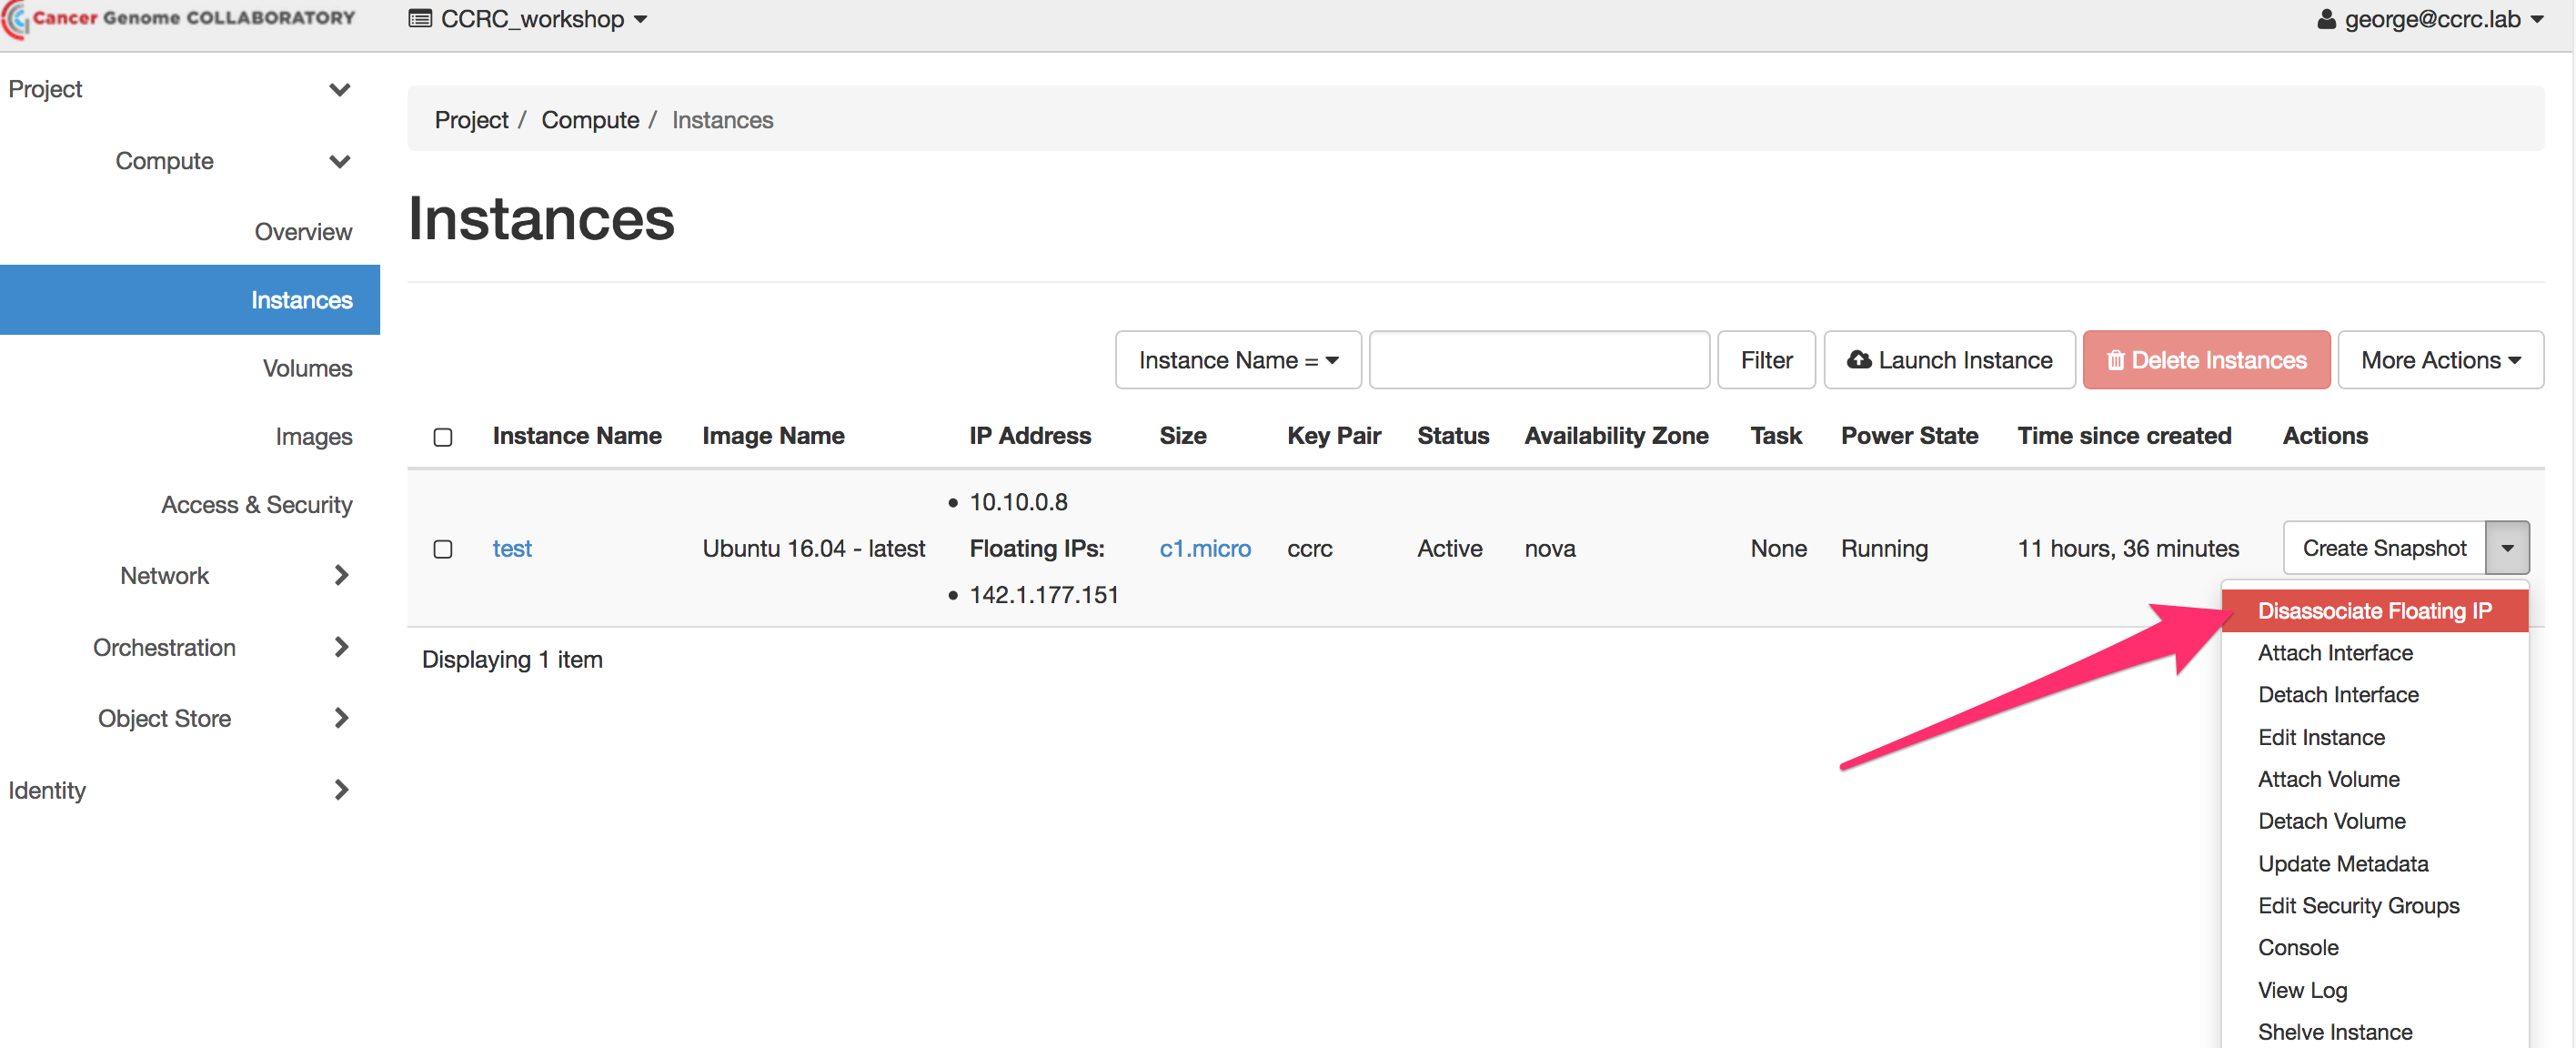 Cancer Genome COLLABORATORY
CCRC_workshop
george@ccrc.lab
Project
Compute
Overview
Instances
Volumes
Images
Access & Security
Network
Orchestration
Object Store
Identity
Project / Compute / Instances
Instances
Instance Name = Filter Launch Instance Delete Instances More Actions
Instance Name Image Name IP Address Size Key Pair Status Availability Zone Task Power State Time since created Actions
10.10.0.8
test Ubuntu 16.04 - latest Floating IPs: c1.micro ccrc Active nova None Running 11 hours, 36 minutes Create Snapshot
142.1.177.151
Displaying 1 item
Disassociate Floating IP
Attach Interface
Detach Interface
Edit Instance
Attach Volume
Detach Volume
Update Metadata
Edit Security Groups
Console
View Log
Shelve Instance